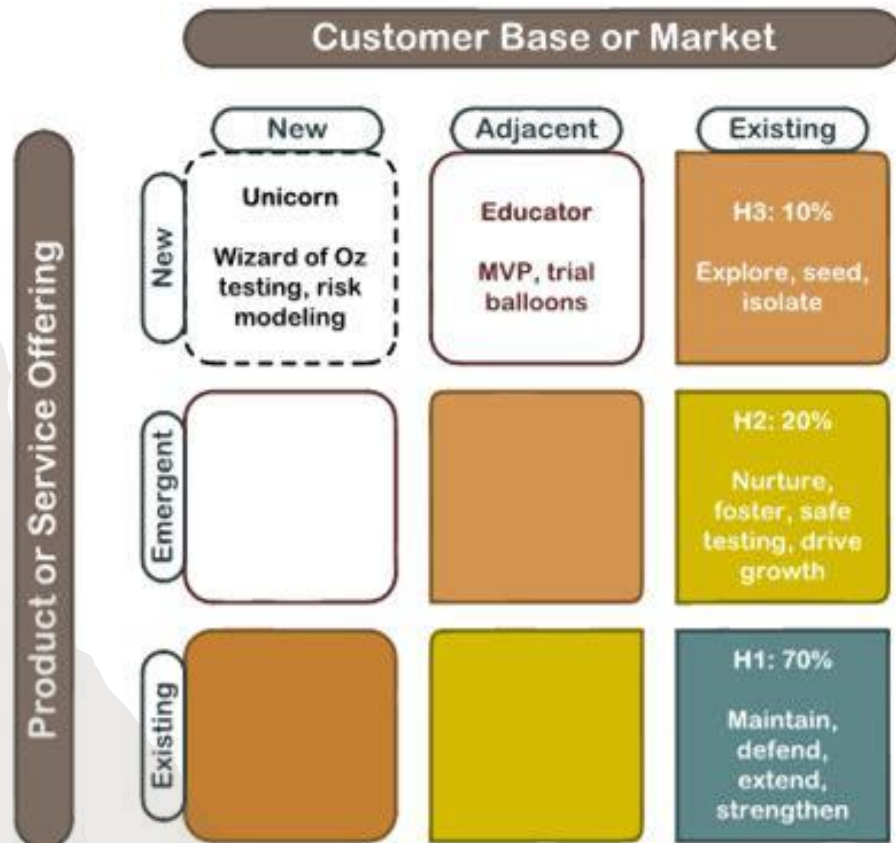 Customer Base or Market
New
Adjacent
Existing
Product or Service Offering
New
Unicorn
Wizard of Oz
testing, risk
modeling
Educator
MVP, trial
balloons
H3: 10%
Explore, seed,
isolate
Emergent
H2: 20%
Nurture,
foster, safe
testing, drive
growth
Existing
H1: 70%
Maintain,
defend,
extend,
strengthen